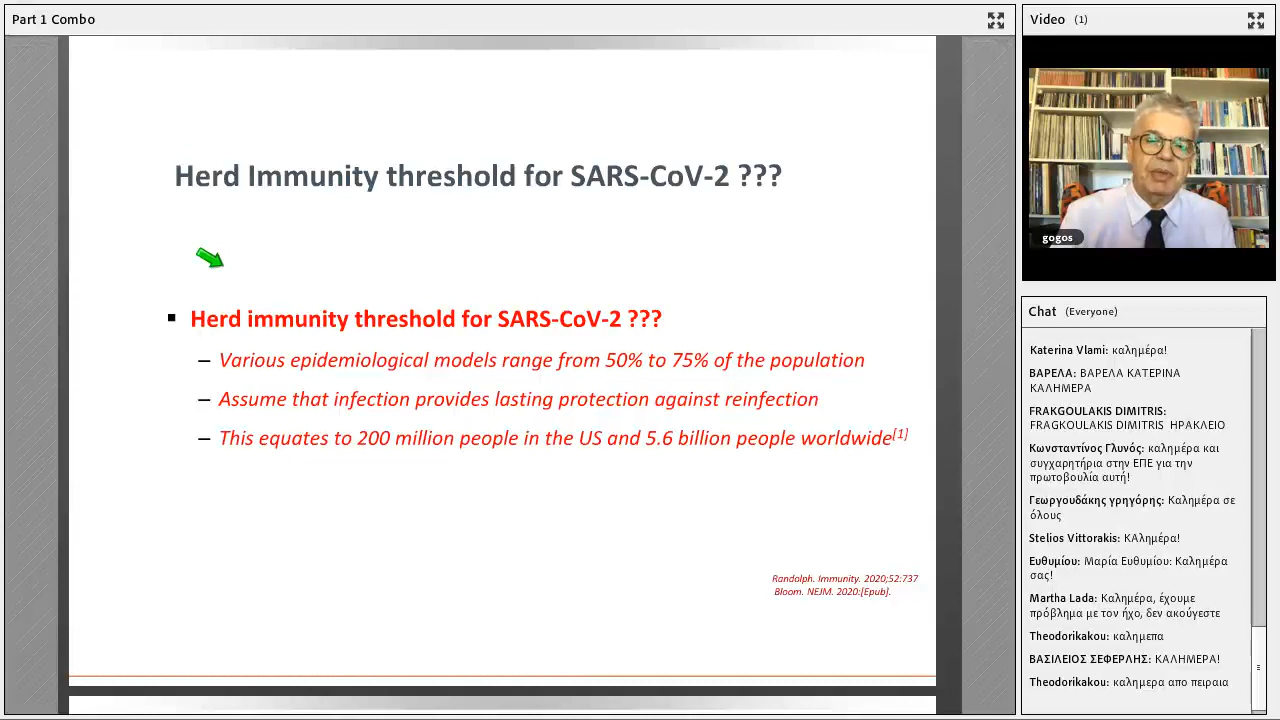 Part 1 Combo
Herd Immunity threshold for SARS-CoV-2 ???
▪ Herd immunity threshold for SARS-CoV-2 ???
– Various epidemiological models range from 50% to 75% of the population
– Assume that infection provides lasting protection against reinfection
– This equates to 200 million people in the US and 5.6 billion people worldwide[1]
Randolph. Immunity. 2020;52:737
Bloom. NEJM. 2020:[Epub].
Video (1)
gogos
Chat (Everyone)
Katerina Vlami: καλημέρα!
ΒΑΡΕΛΑ: ΒΑΡΕΛΑ ΚΑΤΕΡΙΝΑ
ΚΑΛΗΜΕΡΑ
FRAKGOULAKIS DIMITRIS:
FRAGKOULAKIS DIMITRIS ΗΡΑΚΛΕΙΟ
Κωνσταντίνος Γλυνός: καλημέρα και
συγχαρητήρια στην ΕΠΕ για την
πρωτοβουλία αυτή!
Γεωργουδάκης γρηγόρης: Καλημέρα σε
όλους
Stelios Vittorakis: ΚΑλημέρα!
Ευθυμίου: Μαρία Ευθυμίου: Καλημέρα
σας!
Martha Lada: Καλημέρα, έχουμε
πρόβλημα με τον ήχο, δεν ακούγεστε
Theodorikakou: καλημεπα
ΒΑΣΙΛΕΙΟΣ ΣΕΦΕΡΛΗΣ: ΚΑΛΗΜΕΡΑ!
Theodorikakou: καλημερα απο πειραια